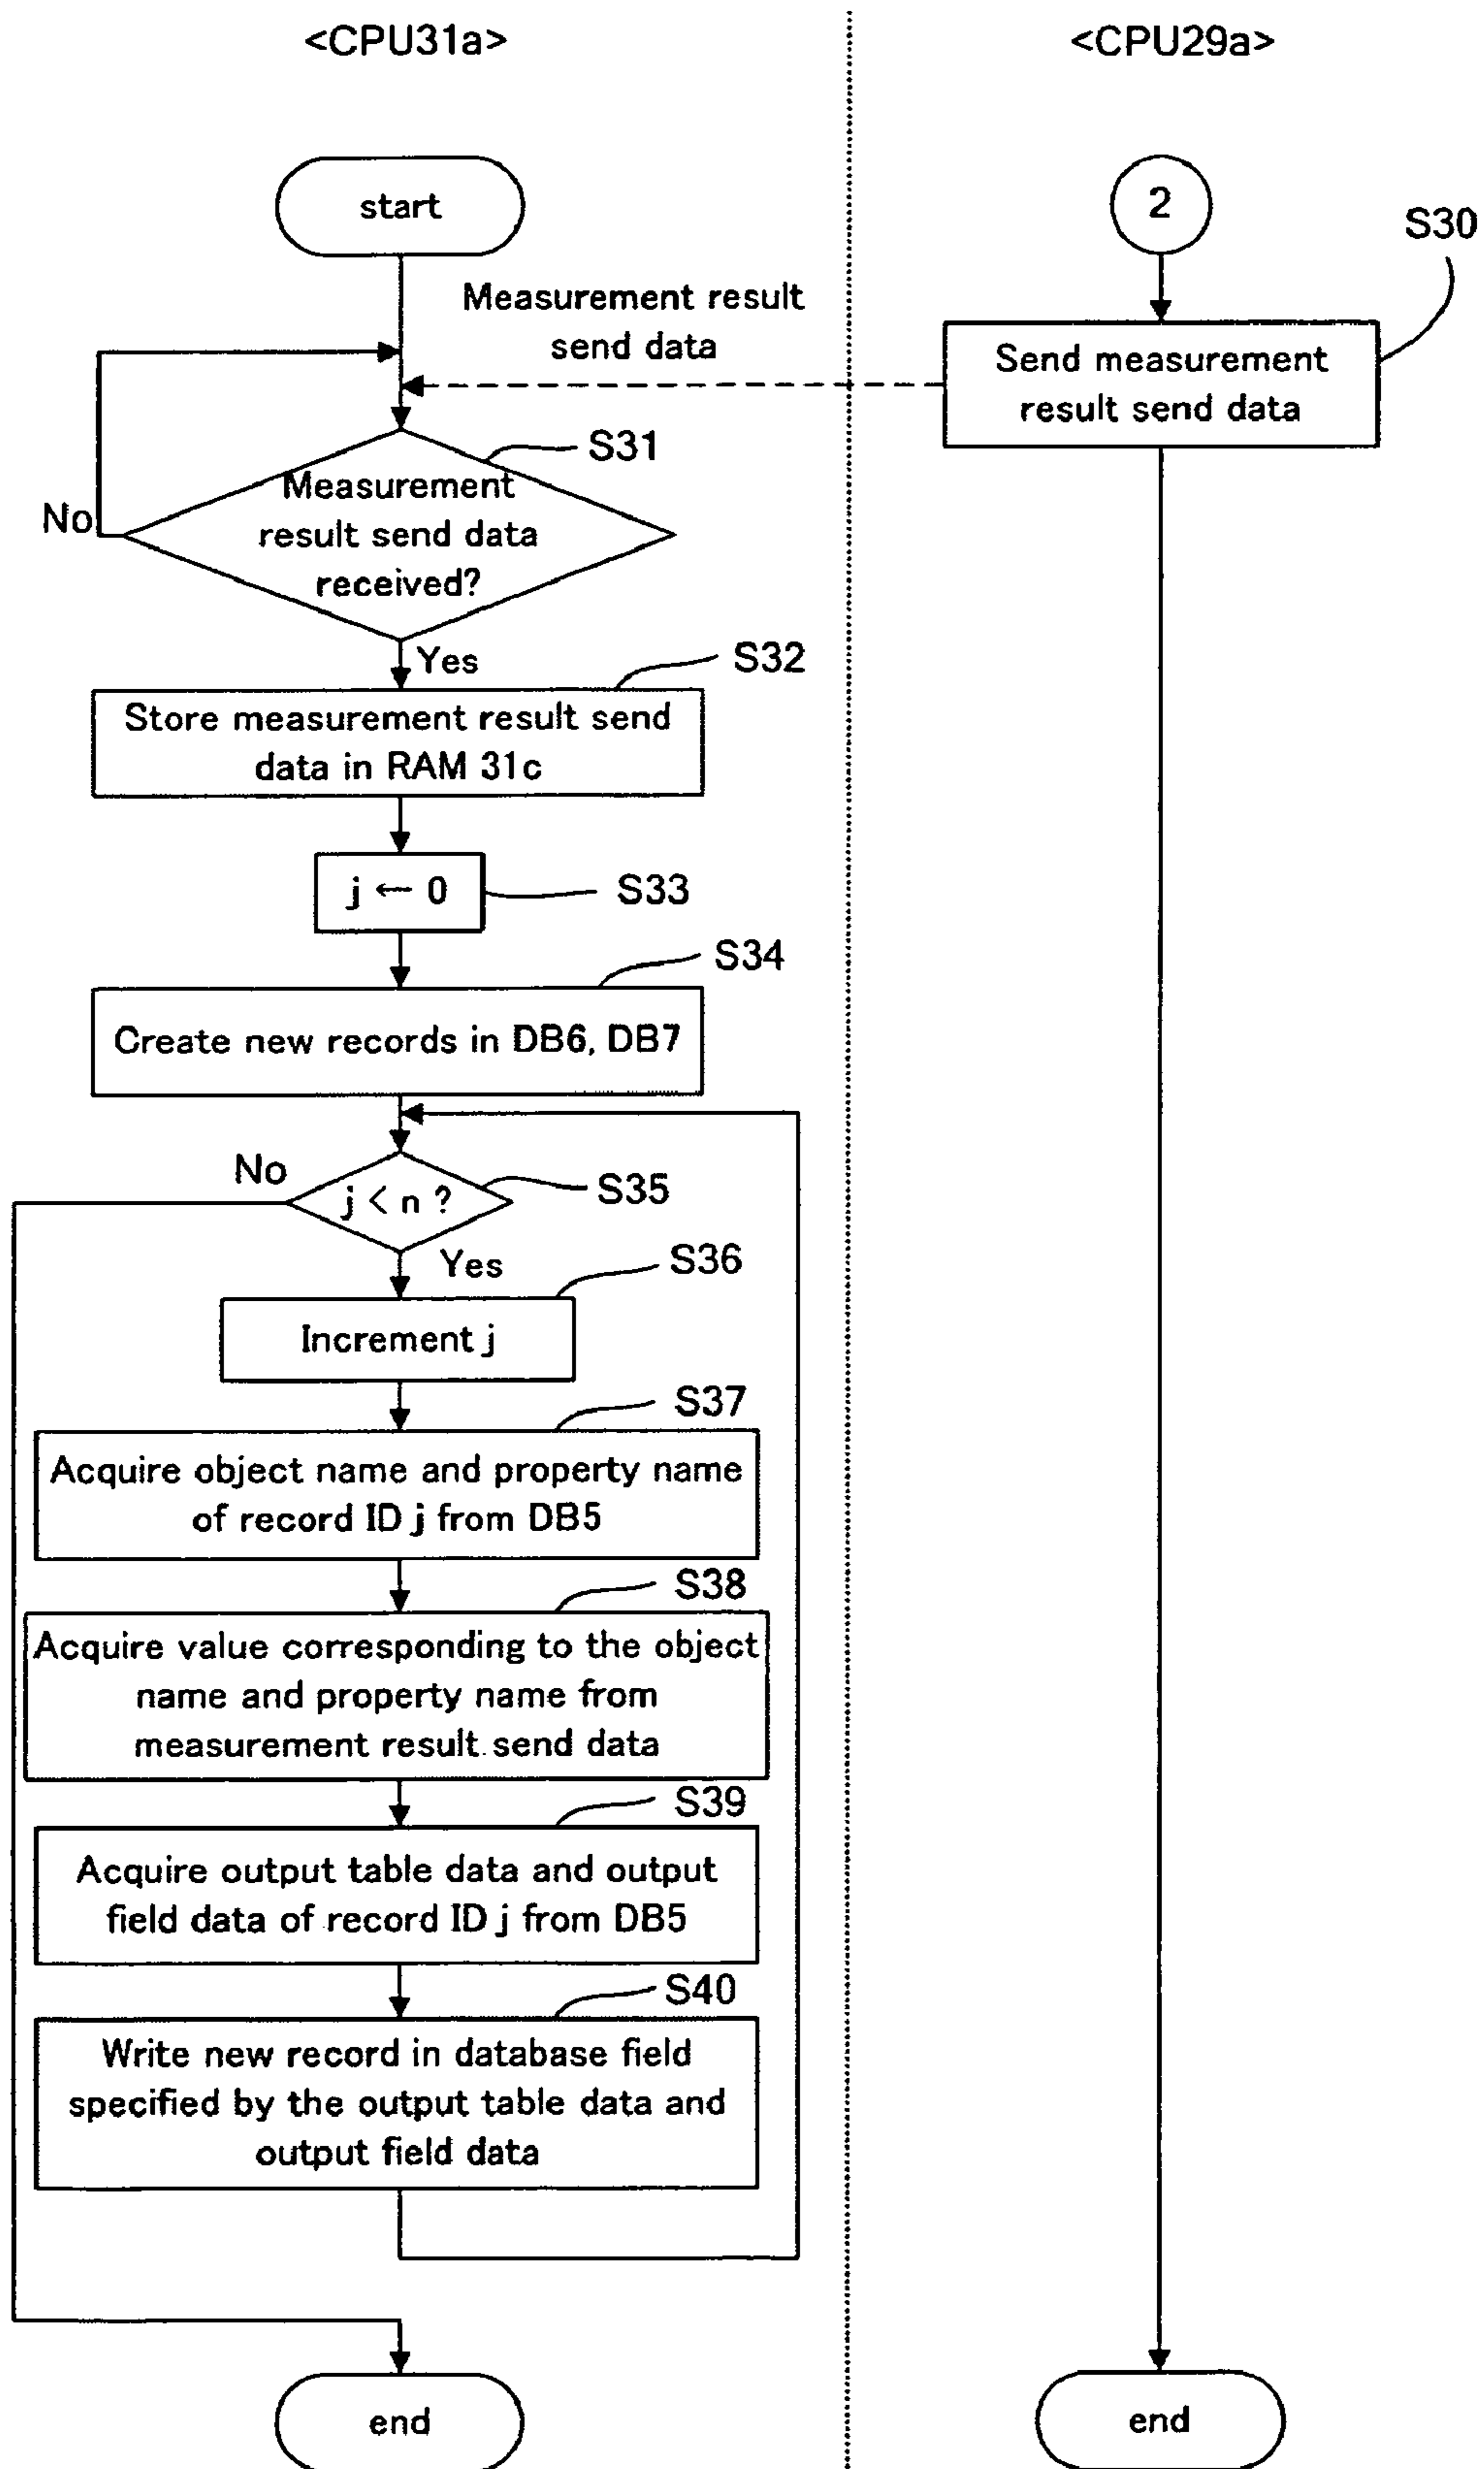 <CPU31a>
<CPU29a>
start
2
S30
Measurement result
send data
Send measurement
result send data
S31
Measurement
result send data
received?
No
Yes
S32
Store measurement result send
data in RAM 31c
j ← 0
S33
S34
Create new records in DB6, DB7
No
j < n ?
S35
Yes
S36
Increment j
S37
Acquire object name and property name
of record ID j from DB5
S38
Acquire value corresponding to the object
name and property name from
measurement result send data
S39
Acquire output table data and output
field data of record ID j from DB5
S40
Write new record in database field
specified by the output table data and
output field data
end
end